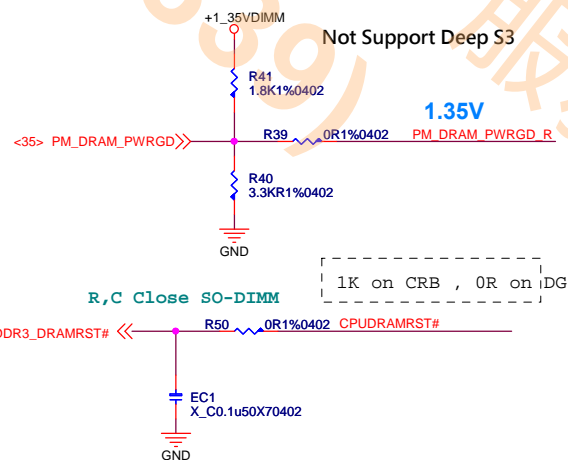 +1_35VDIMM
Not Support Deep S3
R41
1.8K1%0402
1.35V
<35> PM_DRAM_PWRGD
R39 0R1%0402 PM_DRAM_PWRGD_R
R40
3.3KR1%0402
GND
1K on CRB , 0R on DG
R,C Close SO-DIMM
DDR3_DRAMRST#
R50 0R1%0402 CPUDRAMRST#
EC1
X_C0.1u50X70402
GND
639)
服